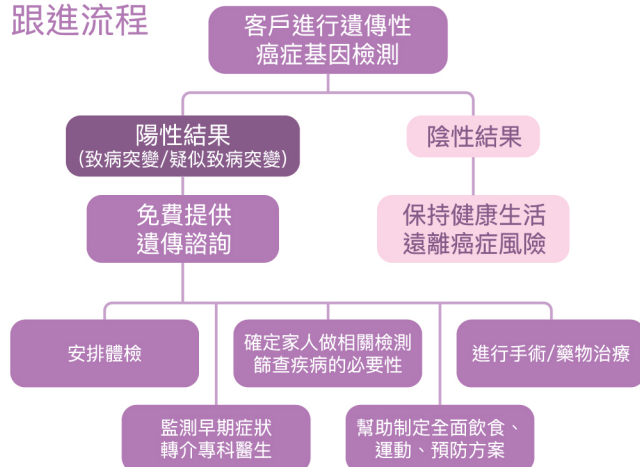 跟進流程
客戶進行遺傳性
癌症基因檢測
陽性結果
(致病突變/疑似致病突變)
陰性結果
免費提供
遺傳諮詢
保持健康生活
遠離癌症風險
安排體檢
確定家人做相關檢測
篩查疾病的必要性
進行手術/藥物治療
監測早期症狀
轉介專科醫生
幫助制定全面飲食、
運動、預防方案